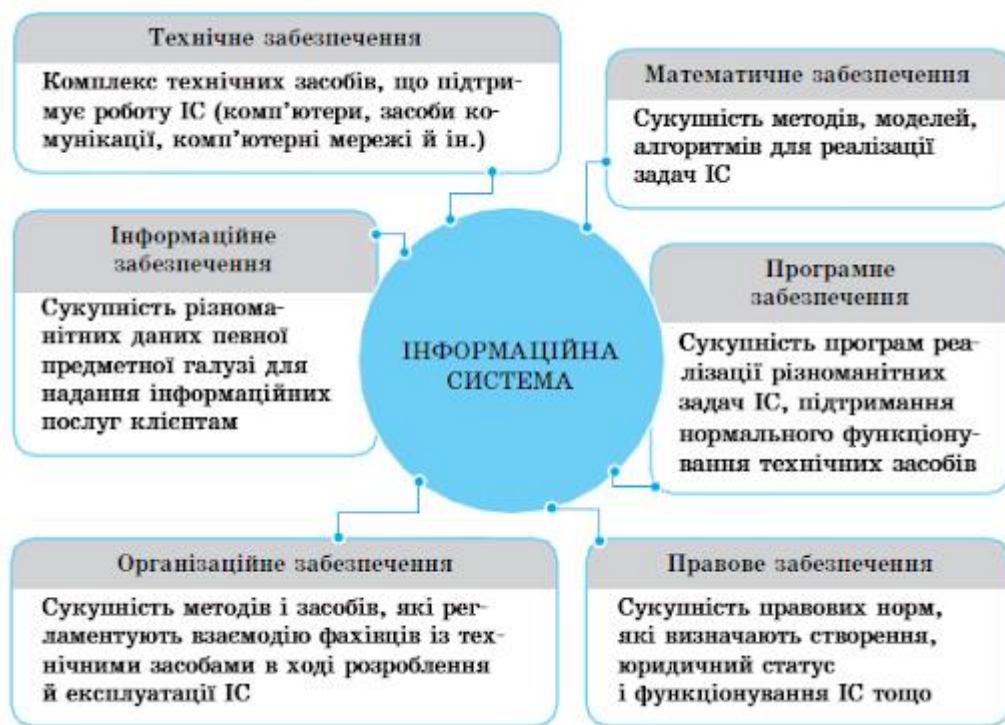 Технічне забезпечення
Комплекс технічних засобів, що підтри-
мує роботу ІС (комп’ютери, засоби ко-
мунікації, комп’ютерні мережі й ін.)
Математичне забезпечення
Сукупність методів, моделей,
алгоритмів для реалізації
задач ІС
Інформаційне
забезпечення
Сукупність різнома-
нітних даних певної
предметної галузі для
надання інформаційних
послуг клієнтам
ІНФОРМАЦІЙНА
СИСТЕМА
Програмне
забезпечення
Сукупність програм реа-
лізації різноманітних
задач ІС, підтримання
нормального функціону-
вання технічних засобів
Організаційне забезпечення
Сукупність методів і засобів, які рег-
ламентують взаємодію фахівців із тех-
нічними засобами в ході розроблення
й експлуатації ІС
Правове забезпечення
Сукупність правових норм,
які визначають створення,
юридичний статус
і функціонування ІС тощо